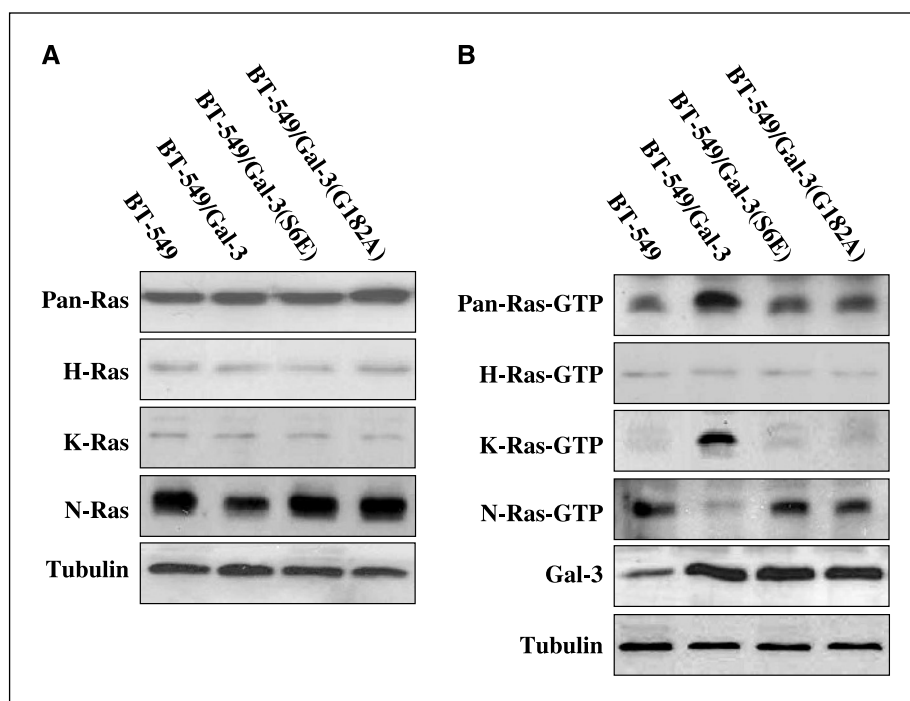 A
BT-549
BT-549/Gal-3
BT-549/Gal-3(S6E)
BT-549/Gal-3(G182A)
Pan-Ras
H-Ras
K-Ras
N-Ras
Tubulin
B
BT-549
BT-549/Gal-3
BT-549/Gal-3(S6E)
BT-549/Gal-3(G182A)
Pan-Ras-GTP
H-Ras-GTP
K-Ras-GTP
N-Ras-GTP
Gal-3
Tubulin